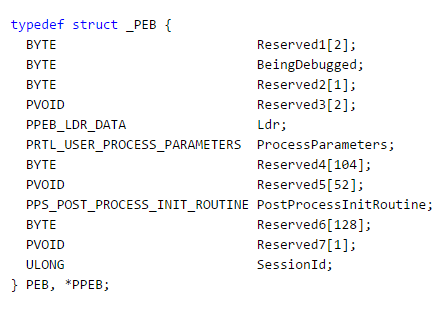 typedef struct _PEB {
BYTE Reserved1[2];
BYTE BeingDebugged;
BYTE Reserved2[1];
PVOID Reserved3[2];
PPEB_LDR_DATA Ldr;
PRTL_USER_PROCESS_PARAMETERS ProcessParameters;
BYTE Reserved4[104];
PVOID Reserved5[52];
PPS_POST_PROCESS_INIT_ROUTINE PostProcessInitRoutine;
BYTE Reserved6[128];
PVOID Reserved7[1];
ULONG SessionId;
} PEB, *PPEB;